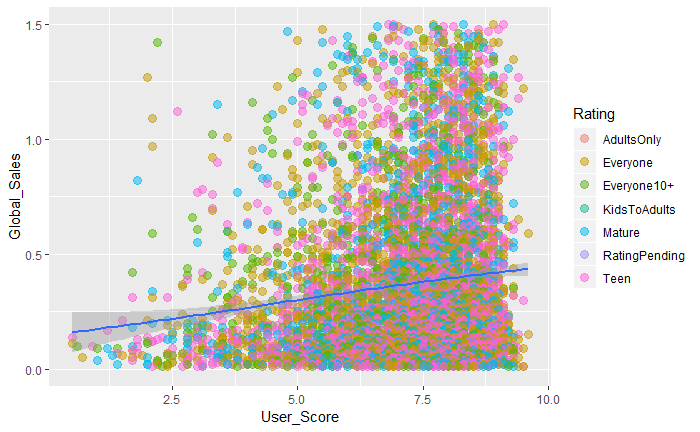 1.5
1.0
0.5
0.0
Global_Sales
2.5
5.0
7.5
10.0
User_Score
Rating
AdultsOnly
Everyone
Everyone10+
KidsToAdults
Mature
RatingPending
Teen